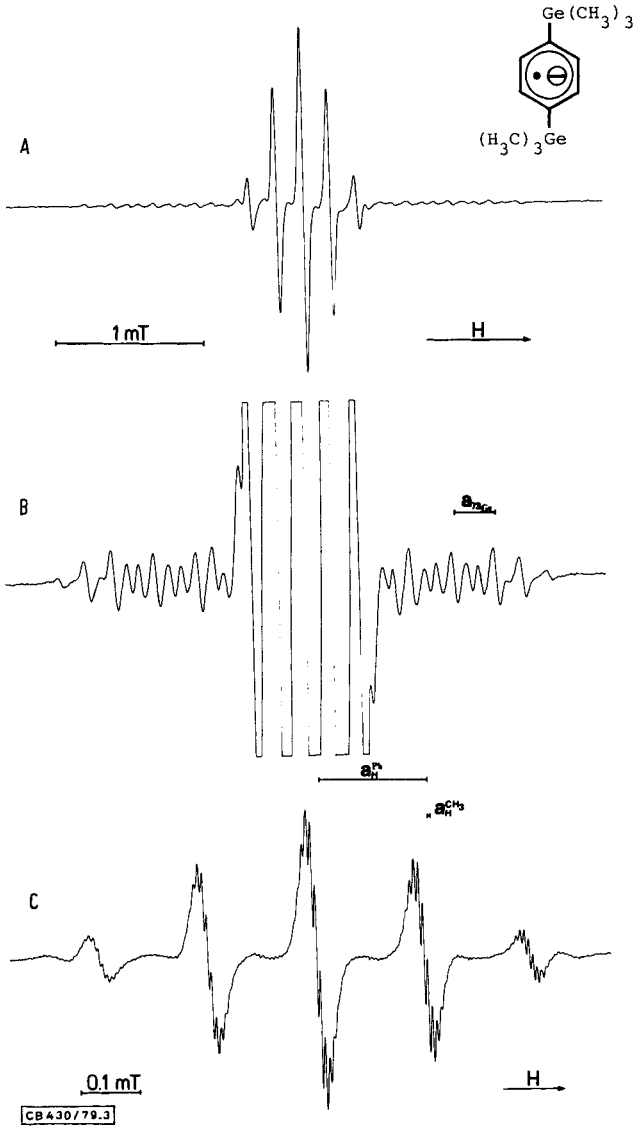 Ge(CH3)3
(H3C)3Ge
A
1 mT
H
B
a73Ge
aHPh
H aHCH3
C
0.1 mT
H
CB430/79.3